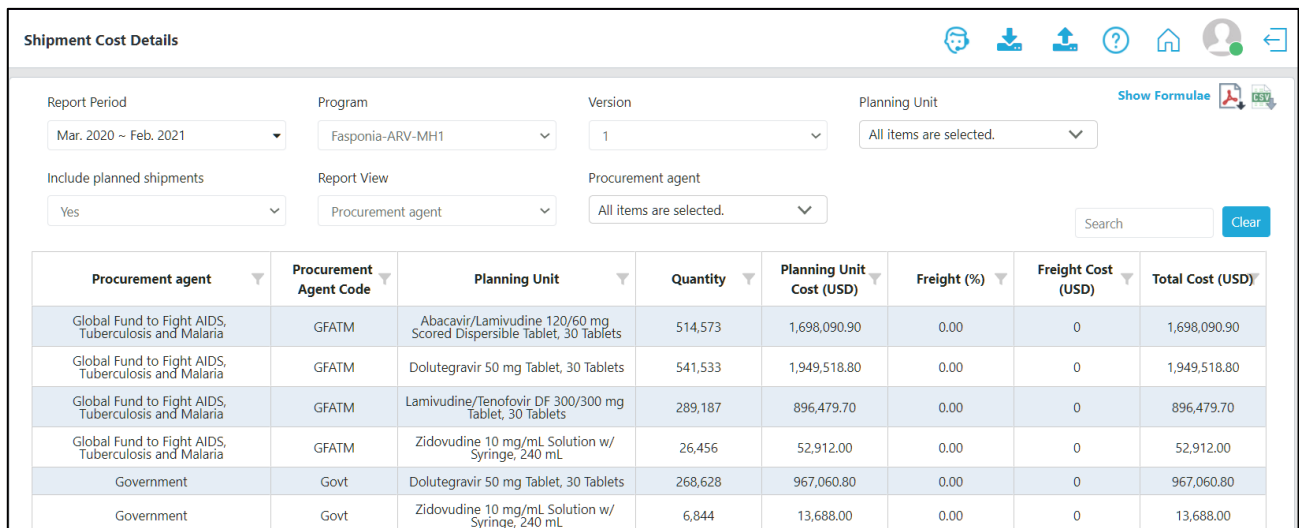 Shipment Cost Details
Show Formulae
CSV
Report Period
Program
Version
Planning Unit
Mar. 2020 ~ Feb. 2021
Fasponia-ARV-MH1
1
All items are selected.
Include planned shipments
Report View
Procurement agent
Yes
Procurement agent
All items are selected.
Search
Clear
Procurement agent
Procurement
Agent Code
Planning Unit
Quantity
Planning Unit
Cost (USD)
Freight (%)
Freight Cost
(USD)
Total Cost (USD)
Global Fund to Fight AIDS,
Tuberculosis and Malaria
GFATM
Abacavir/Lamivudine 120/60 mg
Scored Dispersible Tablet, 30 Tablets
514,573
1,698,090.90
0.00
0
1,698,090.90
Global Fund to Fight AIDS,
Tuberculosis and Malaria
GFATM
Dolutegravir 50 mg Tablet, 30 Tablets
541,533
1,949,518.80
0.00
0
1,949,518.80
Global Fund to Fight AIDS,
Tuberculosis and Malaria
GFATM
Lamivudine/Tenofovir DF 300/300 mg
Tablet, 30 Tablets
289,187
896,479.70
0.00
0
896,479.70
Global Fund to Fight AIDS,
Tuberculosis and Malaria
GFATM
Zidovudine 10 mg/mL Solution w/
Syringe, 240 mL
26,456
52,912.00
0.00
0
52,912.00
Government
Govt
Dolutegravir 50 mg Tablet, 30 Tablets
268,628
967,060.80
0.00
0
967,060.80
Government
Govt
Zidovudine 10 mg/mL Solution w/
Syringe, 240 mL
6,844
13,688.00
0.00
0
13,688.00